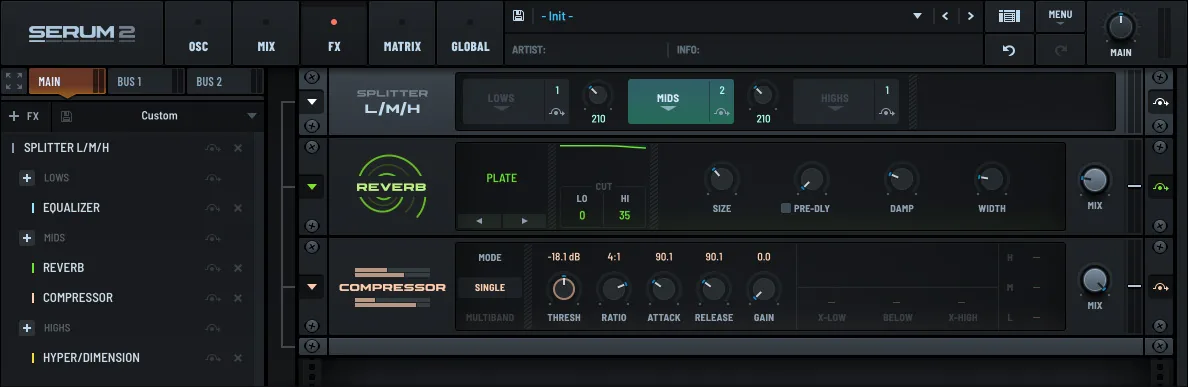 SERUM 2
OSC
MIX
FX
MATRIX
GLOBAL
- Init -
MENU
MAIN
ARTIST:
INFO:
MAIN
BUS 1
BUS 2
+ FX
Custom
SPLITTER L/M/H
+ LOWS
EQUALIZER
+ MIDS
REVERB
COMPRESSOR
+ HIGHS
HYPER/DIMENSION
SPLITTER
L/M/H
LOWS
1
210
MIDS
2
210
HIGHS
1
REVERB
PLATE
CUT
LO
HI
0
35
SIZE
PRE-DLY
DAMP
WIDTH
MIX
COMPRESSOR
MODE
SINGLE
MULTIBAND
-18.1 dB
4:1
90.1
90.1
0.0
THRESH
RATIO
ATTACK
RELEASE
GAIN
X-LOW
BELOW
X-HIGH
H
M
L
MIX